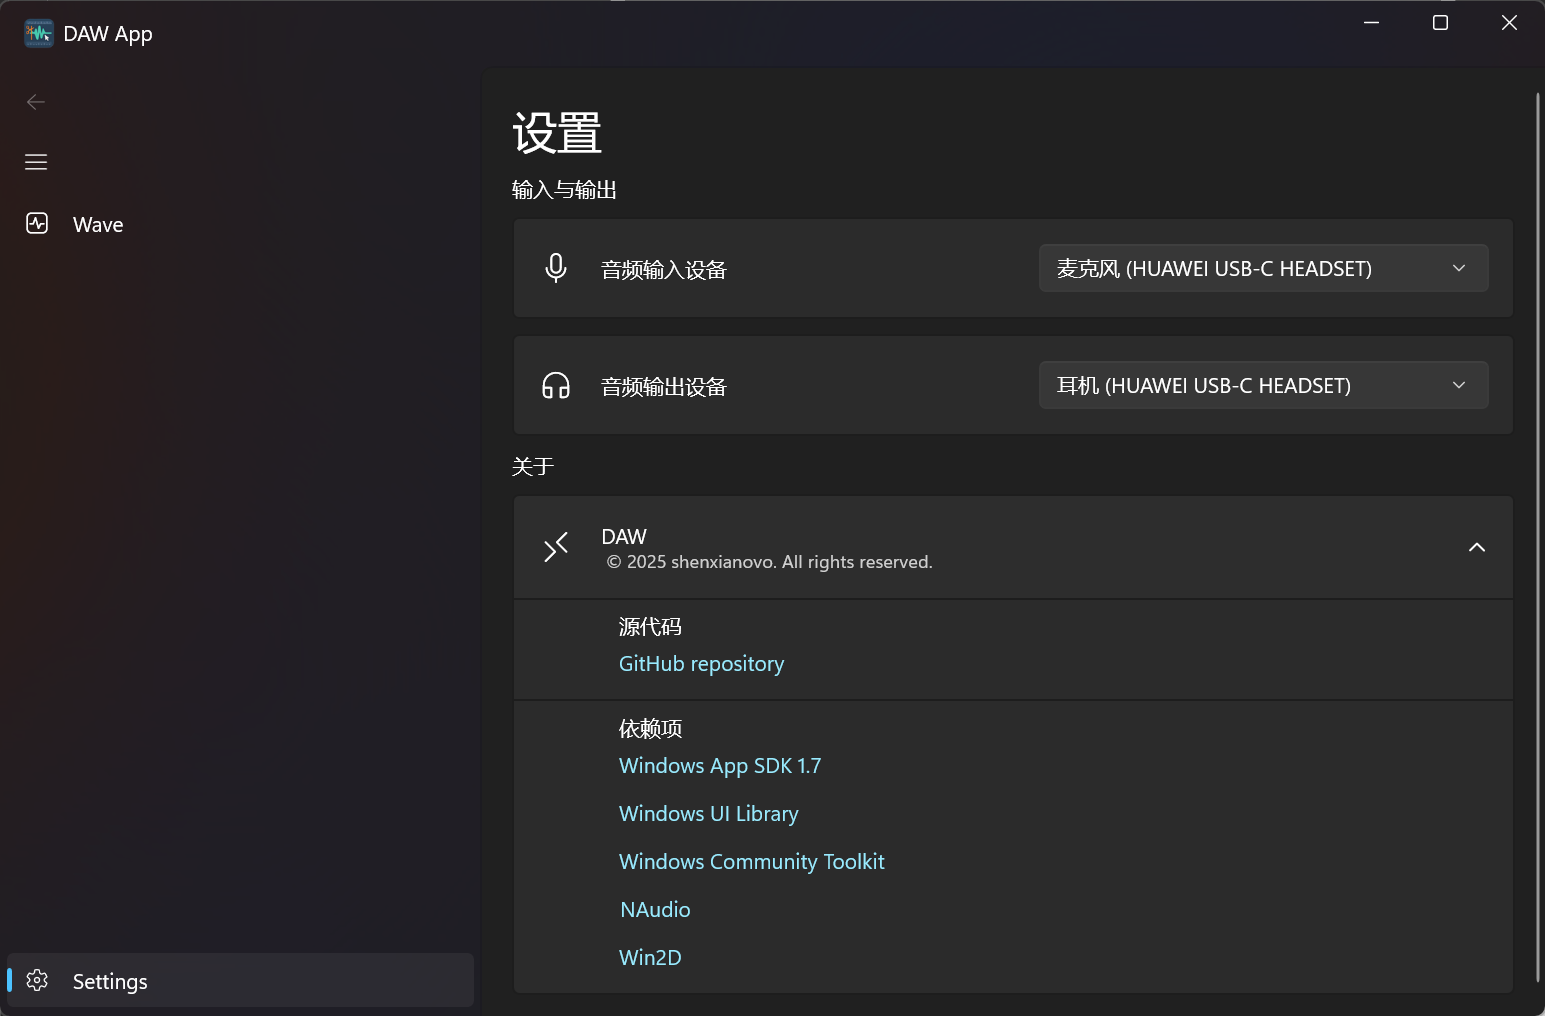 DAW App
Wave
Settings
设置
输入与输出
音频输入设备
麦克风 (HUAWEI USB-C HEADSET)
音频输出设备
耳机 (HUAWEI USB-C HEADSET)
关于
DAW
© 2025 shenxianovo. All rights reserved.
源代码
GitHub repository
依赖项
Windows App SDK 1.7
Windows UI Library
Windows Community Toolkit
NAudio
Win2D